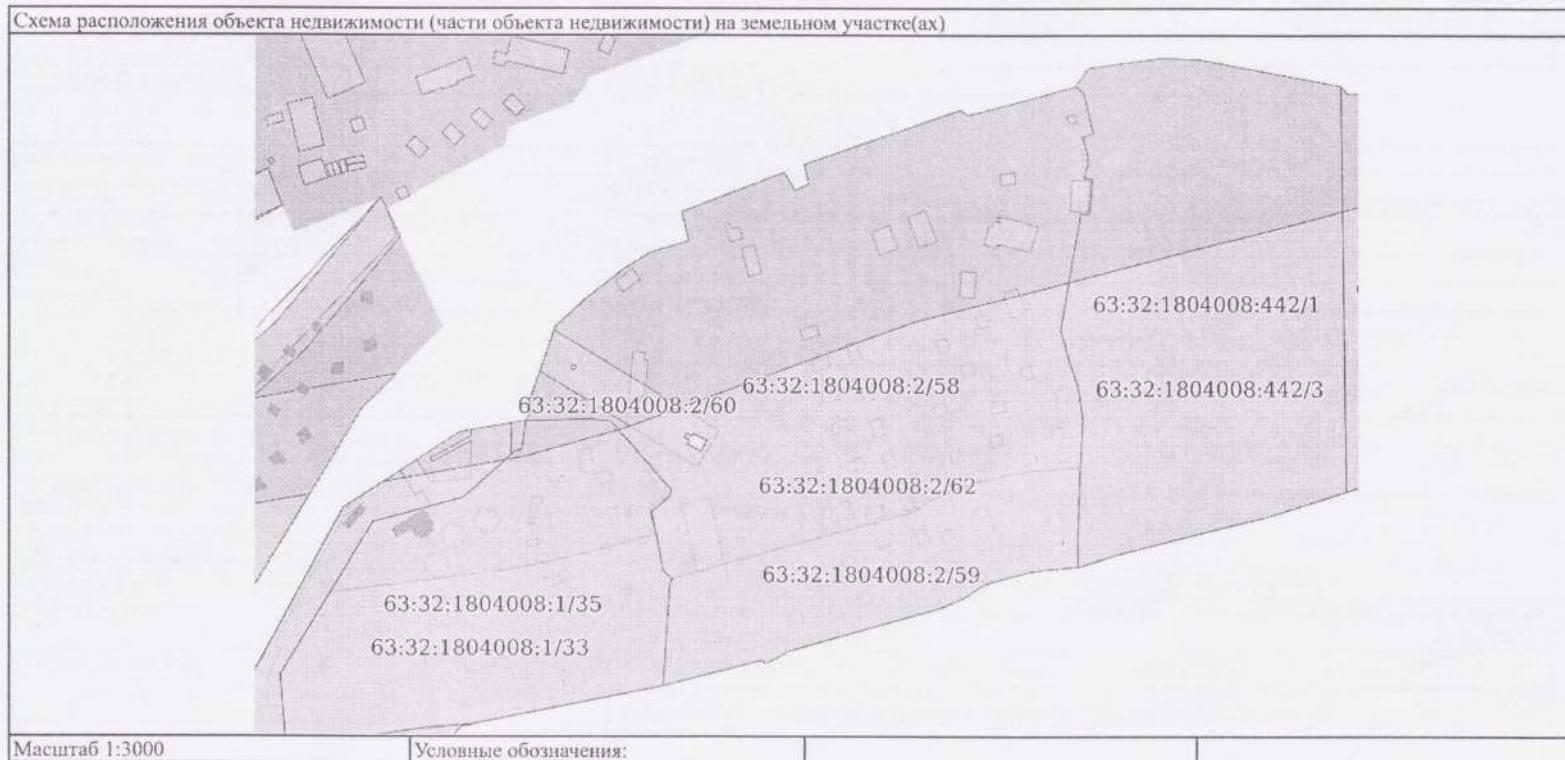 Схема расположения объекта недвижимости (части объекта недвижимости) на земельном участке(ах)
63:32:1804008:442/1
63:32:1804008:2/58
63:32:1804008:442/3
63:32:1804008:2/60
63:32:1804008:2/62
63:32:1804008:2/59
63:32:1804008:1/35
63:32:1804008:1/33
Масштаб 1:3000
Условные обозначения: